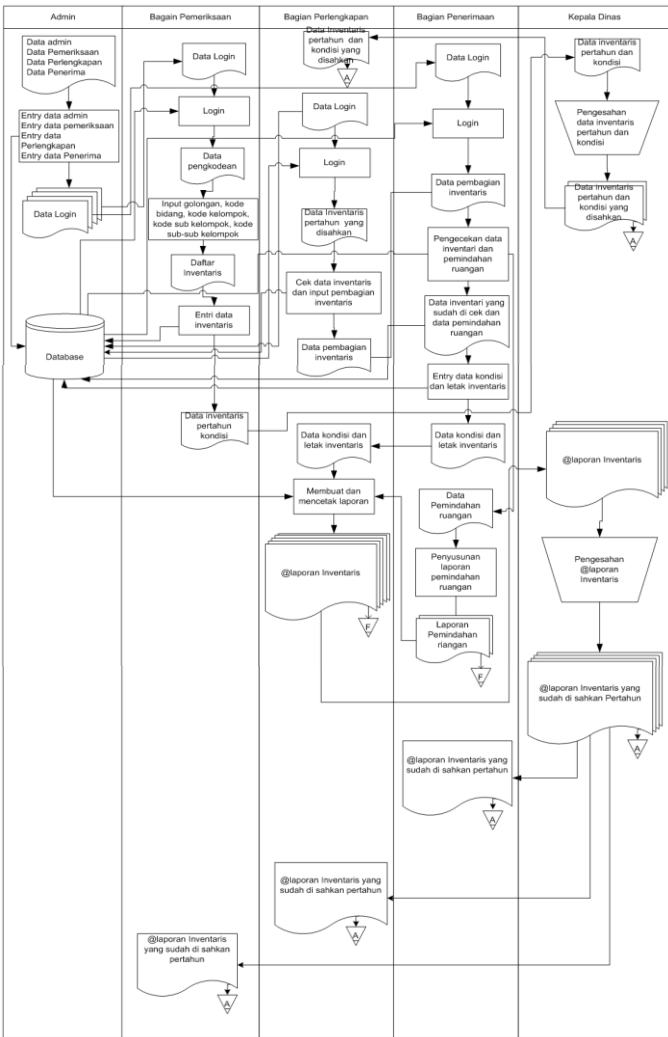 Admin
Bagain Pemeriksaan
Bagian Perlengkapan
Bagian Penerimaan
Kepala Dinas
Data admin
Data Pemeriksaan
Data Perlengkapan
Data Penerima
Entry data admin
Entry data pemeriksaan
Entry data
Perlengkapan
Entry data Penerima
Data Login
Database
Data Login
Login
Data
pengkodean
Input golongan, kode
bidang, kode kelempok,
kode sub kelompok, kode
sub-sub kelompok
Daftar
Inventaris
Entri data
inventaris
Data inventaris
pertahun
kondisi
@laporan Inventaris
yang sudah di sahkan
pertahun
A
Data Inventaris
pertahun dan
kondisi yang
disahkan
A
Data Login
Login
Data Inventaris
pertahun yang
disahkan
Cek data inventaris
dan input pembagian
inventaris
Data pembagian
inventaris
Data kondisi dan
letak inventaris
Membuat dan
mencetak laporan
@laporan Inventaris
F
@laporan Inventaris yang
sudah di sahkan pertahun
A
Data Login
Login
Data pembagian
inventaris
Pengecekan data
inventari dan
pemindahan
ruangan
Data inventari yang
sudah di cek dan
data pemindahan
ruangan
Entry data kondisi
dan letak inventaris
Data kondisi dan
letak inventaris
Data
Pemindahan
ruangan
Penyusunan
laporan
pemindahan
ruangan
Laporan
Pemindahan
riangan
F
@laporan Inventaris yang
sudah di sahkan pertahun
A
Data inventaris
pertahun dan
kondisi
Pengesahan
data inventaris
pertahun dan
kondisi
Data inventaris
pertahun dan
kondisi yang
disahkan
A
@laporan Inventaris
Pengesahan
@laporan
Inventaris
@laporan Inventaris yang
sudah di sahkan Pertahun
A